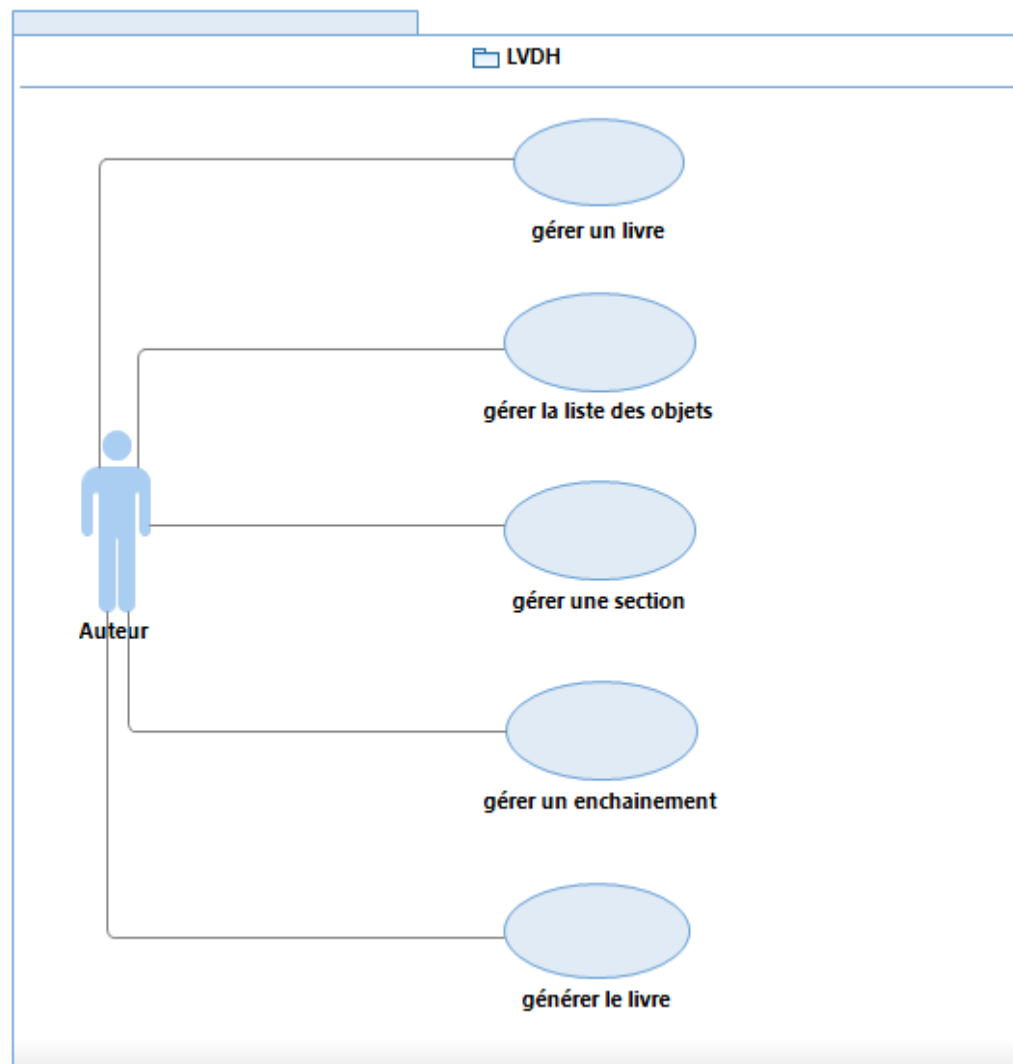 LVDH
gérer un livre
gérer la liste des objets
gérer une section
Auteur
gérer un enchainement
générer le livre